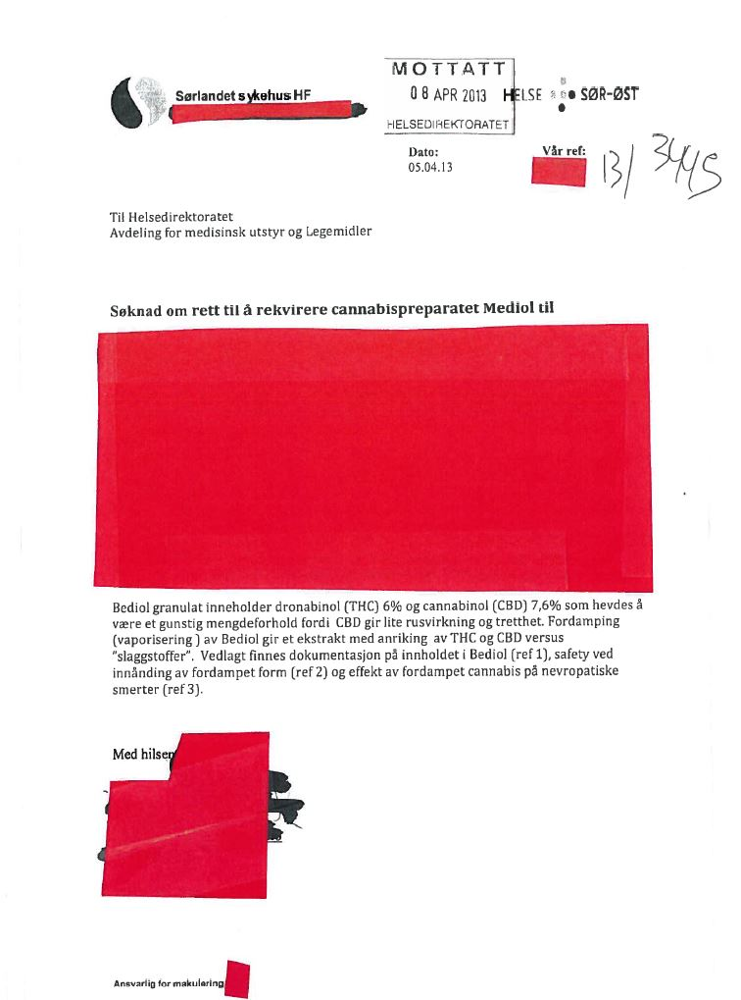 Sørlandet sykehus HF
MOTTATT
08 APR 2013
HELSEDIREKTORATET
HELSE SØR-ØST
Dato:
05.04.13
Vår ref:
13/3445
Til Helsedirektoratet
Avdeling for medisinsk utstyr og Legemidler
Søknad om rett til å rekvirere cannabispreparatet Mediol til
Bediol granulat inneholder dronabinol (THC) 6% og cannabinol (CBD) 7,6% som hevdes å
være et gunstig mengdeforhold fordi CBD gir lite rusvirkning og tretthet. Fordamping
(vaporisering ) av Bediol gir et ekstrakt med anriking av THC og CBD versus
"slaggstoffer". Vedlagt finnes dokumentasjon på innholdet i Bediol (ref 1), safety ved
innånding av fordampet form (ref 2) og effekt av fordampet cannabis på nevropatiske
smerter (ref 3).
Med hilsen
Ansvarlig for makulering